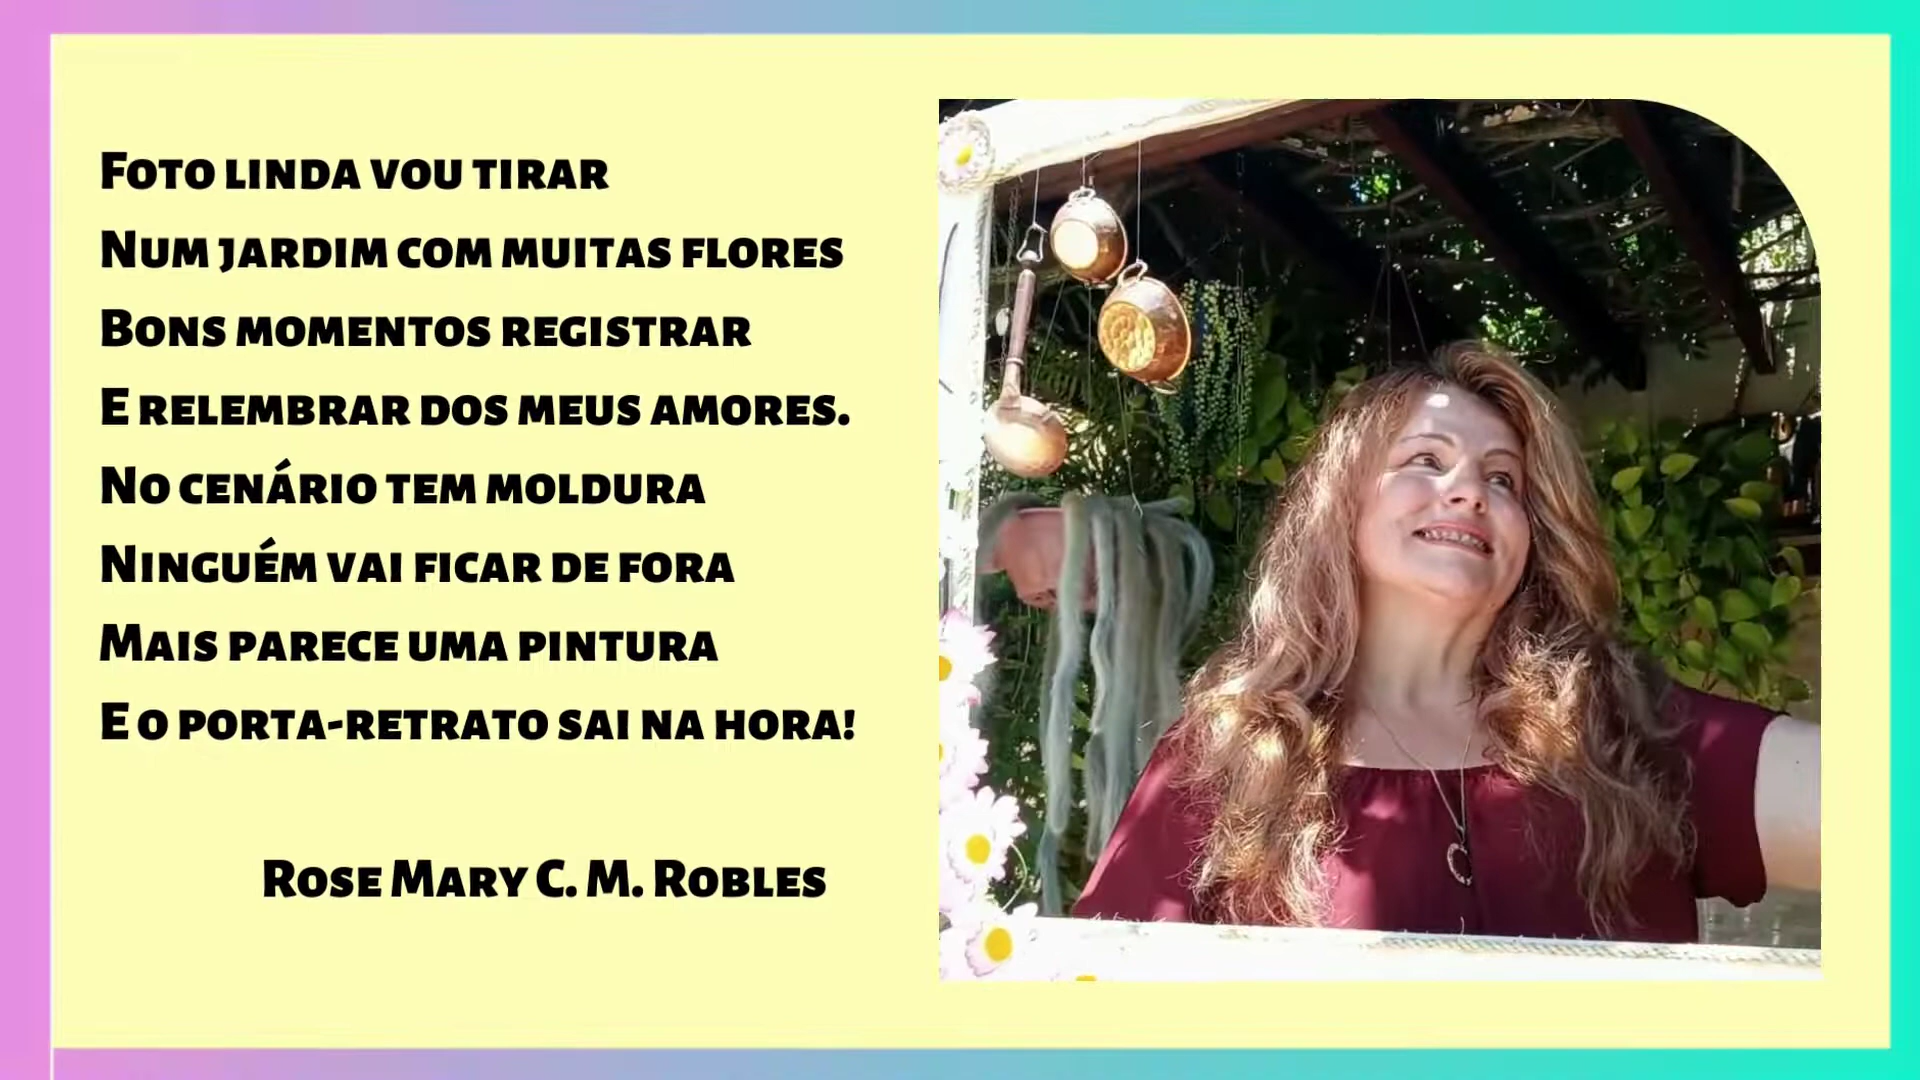 Foto linda vou tirar
Num jardim com muitas flores
Bons momentos registrar
E relembrar dos meus amores.
No cenário tem moldura
Ninguém vai ficar de fora
Mais parece uma pintura
E o porta-retrato sai na hora!
Rose Mary C. M. Robles